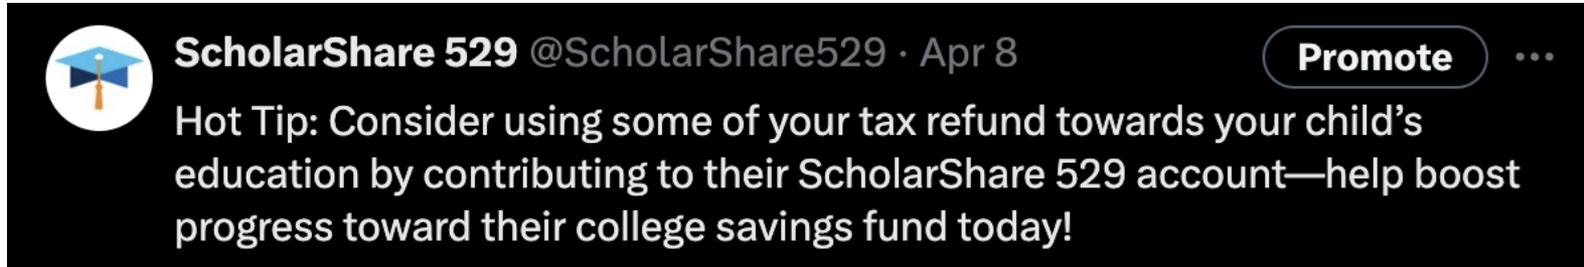 ScholarShare 529 @ScholarShare529 · Apr 8 Promote ···
Hot Tip: Consider using some of your tax refund towards your child’s
education by contributing to their ScholarShare 529 account—help boost
progress toward their college savings fund today!